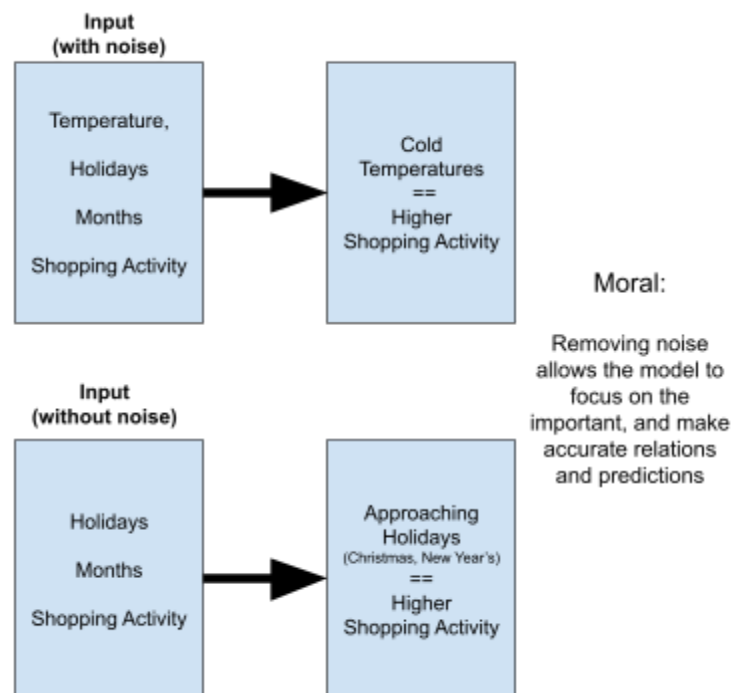 Input
(with noise)
Temperature,
Holidays
Months
Shopping Activity
Cold
Temperatures
==
Higher
Shopping Activity
Input
(without noise)
Holidays
Months
Shopping Activity
Approaching
Holidays
(Christmas, New Year's)
==
Higher
Shopping Activity
Moral:
Removing noise
allows the model to
focus on the
important, and make
accurate relations
and predictions